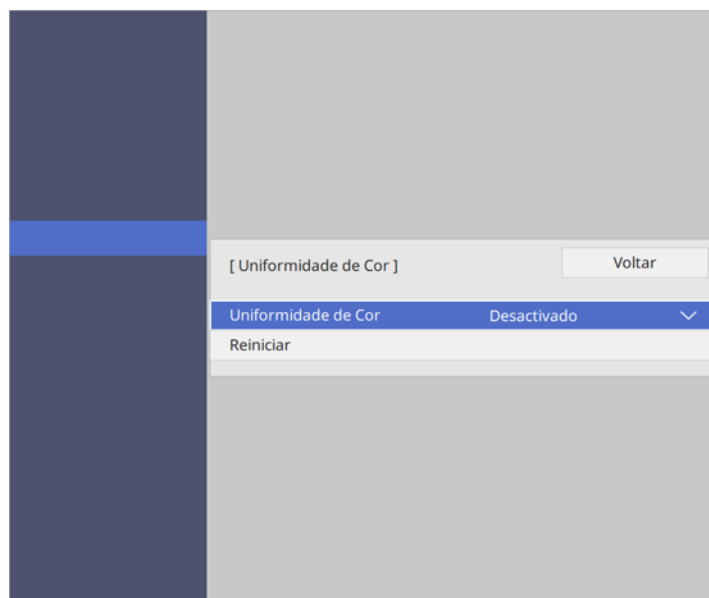 [ Uniformidade de Cor ] Voltar
Uniformidade de Cor Desactivado
Reiniciar